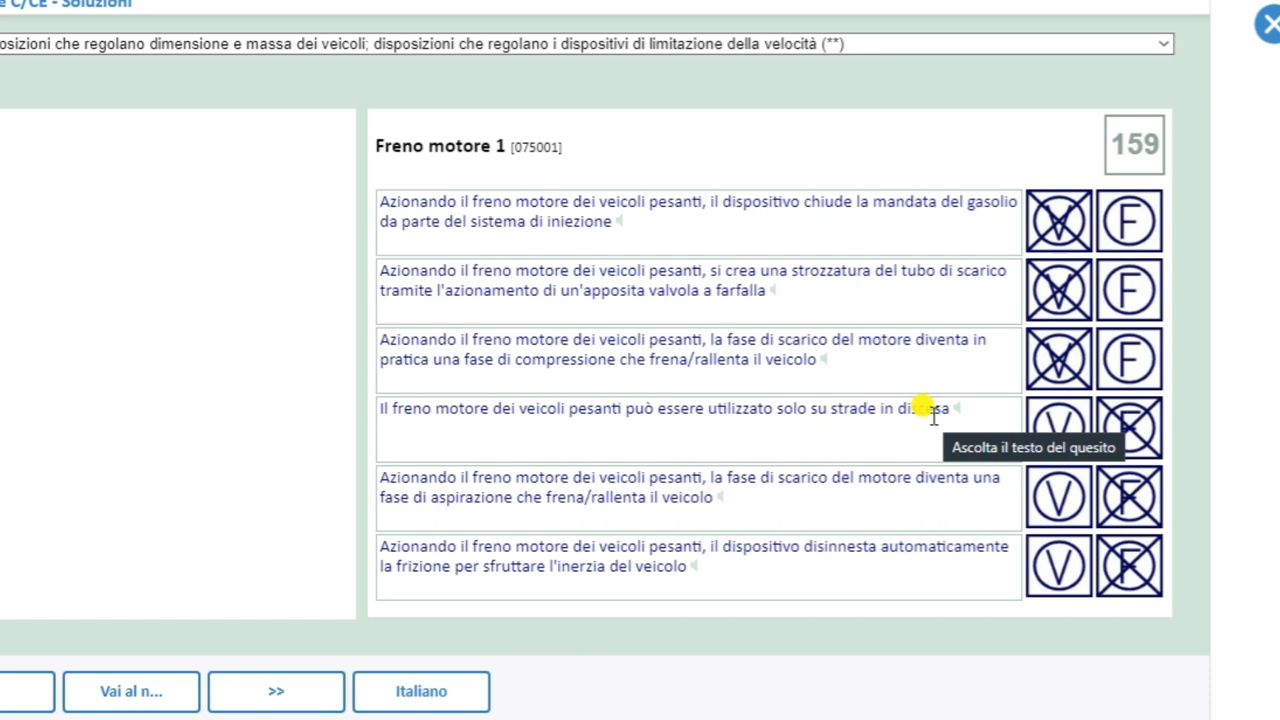 e C/CE - Soluzioni
osizioni che regolano dimensione e massa dei veicoli; disposizioni che regolano i dispositivi di limitazione della velocità (**)
Freno motore 1 [075001]
159
Azionando il freno motore dei veicoli pesanti, il dispositivo chiude la mandata del gasolio
da parte del sistema di iniezione
V F
Azionando il freno motore dei veicoli pesanti, si crea una strozzatura del tubo di scarico
tramite l'azionamento di un'apposita valvola a farfalla
V F
Azionando il freno motore dei veicoli pesanti, la fase di scarico del motore diventa in
pratica una fase di compressione che frena/rallenta il veicolo
V F
Il freno motore dei veicoli pesanti può essere utilizzato solo su strade in discesa
V F
Ascolta il testo del quesito
Azionando il freno motore dei veicoli pesanti, la fase di scarico del motore diventa una
fase di aspirazione che frena/rallenta il veicolo
V F
Azionando il freno motore dei veicoli pesanti, il dispositivo disinnesta automaticamente
la frizione per sfruttare l'inerzia del veicolo
V F
Vai al n...
>>
Italiano